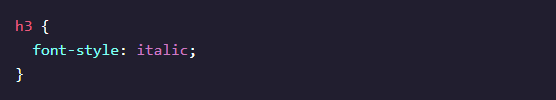 h3 {
  font-style: italic;
}